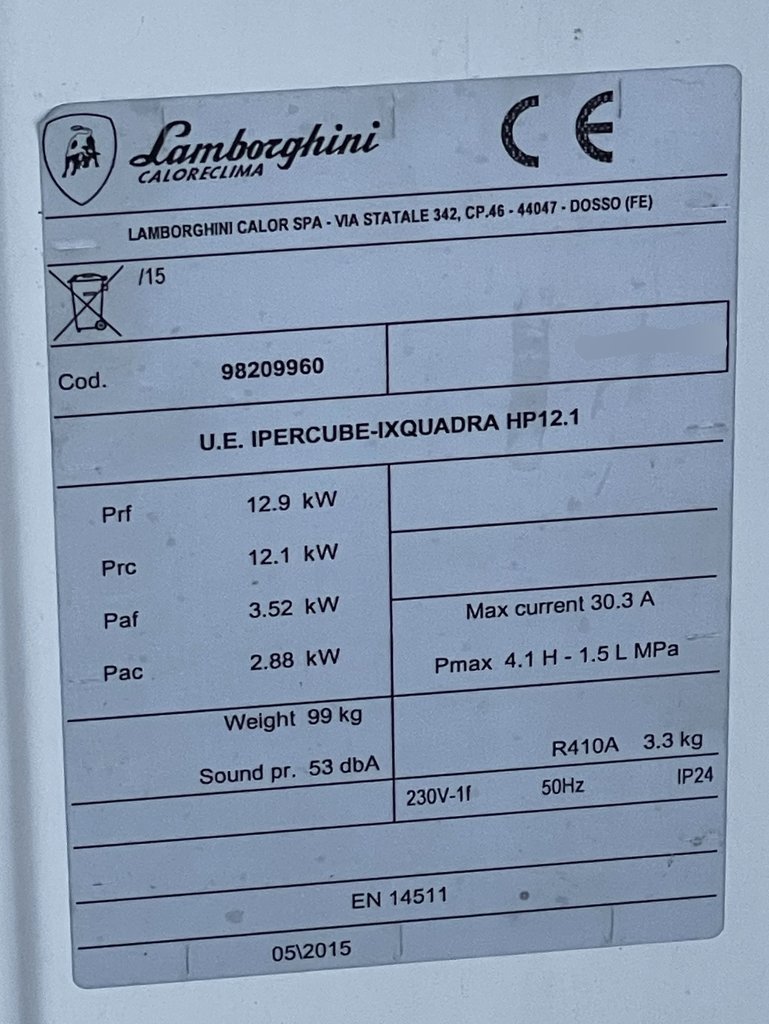 Lamborghini
CALORECLIMA
CE
LAMBORGHINI CALOR SPA - VIA STATALE 342, CP.46 - 44047 - DOSSO (FE)
/15
Cod. 98209960
U.E. IPERCUBE-IXQUADRA HP12.1
Prf 12.9 kW
Prc 12.1 kW
Paf 3.52 kW
Pac 2.88 kW
Max current 30.3 A
Pmax 4.1 H - 1.5 L MPa
Weight 99 kg
Sound pr. 53 dbA
R410A 3.3 kg
230V-1f 50Hz IP24
EN 14511
05\2015